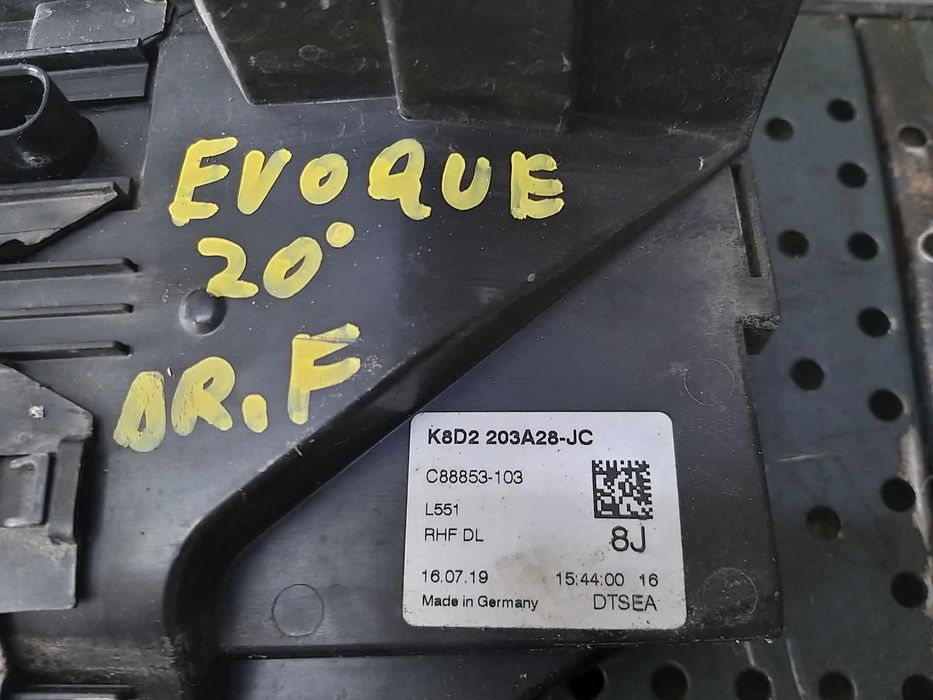 EVOQUE
20°
DR.F
K8D2 203A28-JC
C88853-103
L551
RHF DL
8J
16.07.19 15:44:00 16
Made in Germany DTSEA